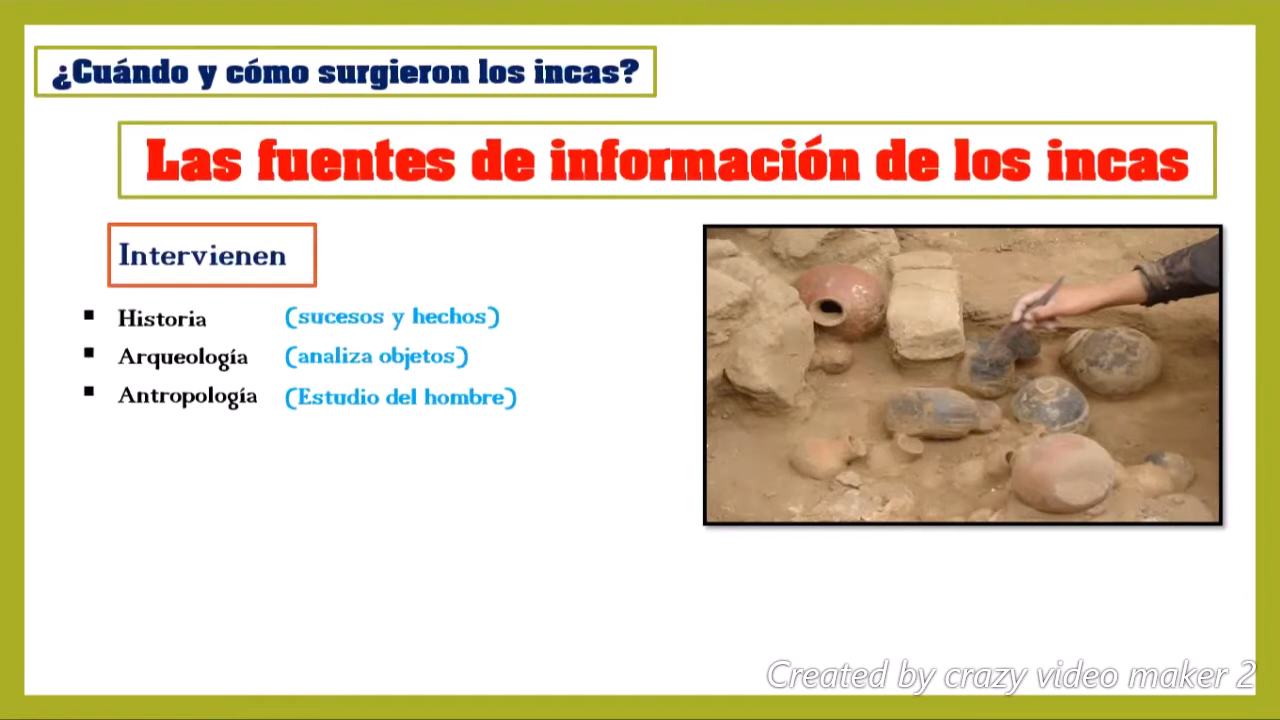 ¿Cuándo y cómo surgieron los incas?
Las fuentes de información de los incas
Intervienen
▪ Historia (sucesos y hechos)
▪ Arqueología (analiza objetos)
▪ Antropología (Estudio del hombre)
Created by crazy video maker 2